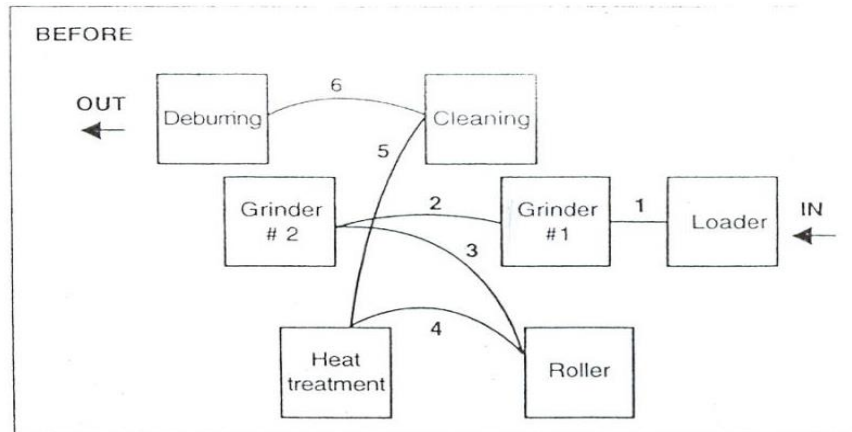 BEFORE
6
OUT
Deburring
Cleaning
5
Grinder
# 2
2
Grinder
#1
1
Loader
IN
3
4
Heat
treatment
Roller